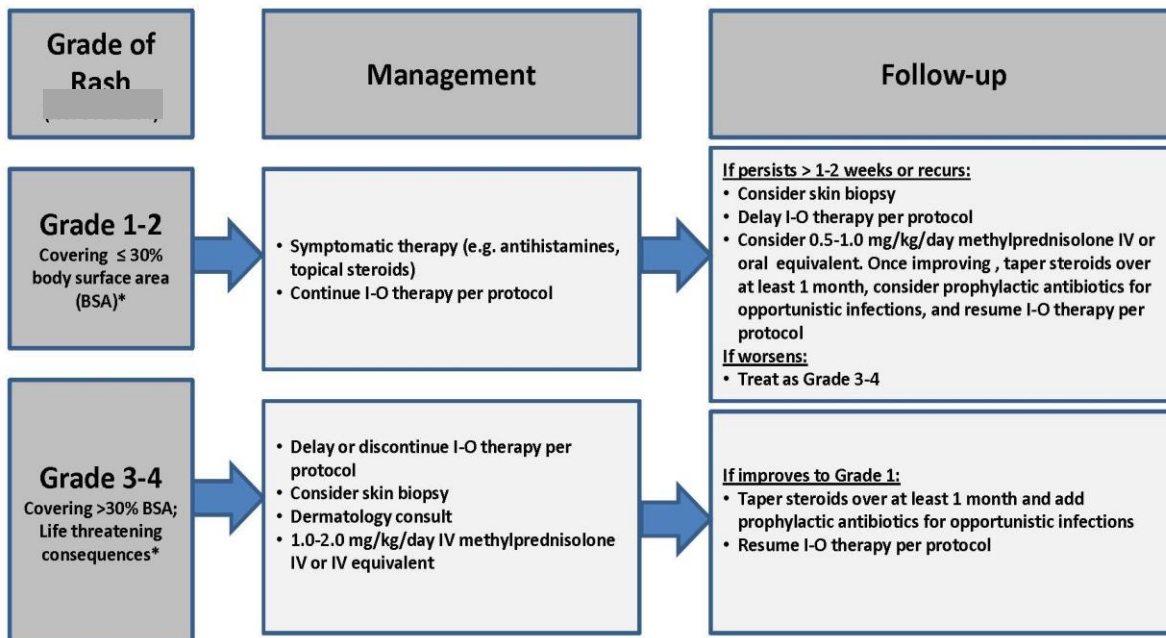 Grade of
Rash
Management
Follow-up
Grade 1-2
Covering ≤ 30%
body surface area
(BSA)*
• Symptomatic therapy (e.g. antihistamines,
topical steroids)
• Continue I-O therapy per protocol
If persists > 1-2 weeks or recurs:
• Consider skin biopsy
• Delay I-O therapy per protocol
• Consider 0.5-1.0 mg/kg/day methylprednisolone IV or
oral equivalent. Once improving , taper steroids over
at least 1 month, consider prophylactic antibiotics for
opportunistic infections, and resume I-O therapy per
protocol
If worsens:
• Treat as Grade 3-4
Grade 3-4
Covering >30% BSA;
Life threatening
consequences*
• Delay or discontinue I-O therapy per
protocol
• Consider skin biopsy
• Dermatology consult
• 1.0-2.0 mg/kg/day IV methylprednisolone
IV or IV equivalent
If improves to Grade 1:
• Taper steroids over at least 1 month and add
prophylactic antibiotics for opportunistic infections
• Resume I-O therapy per protocol